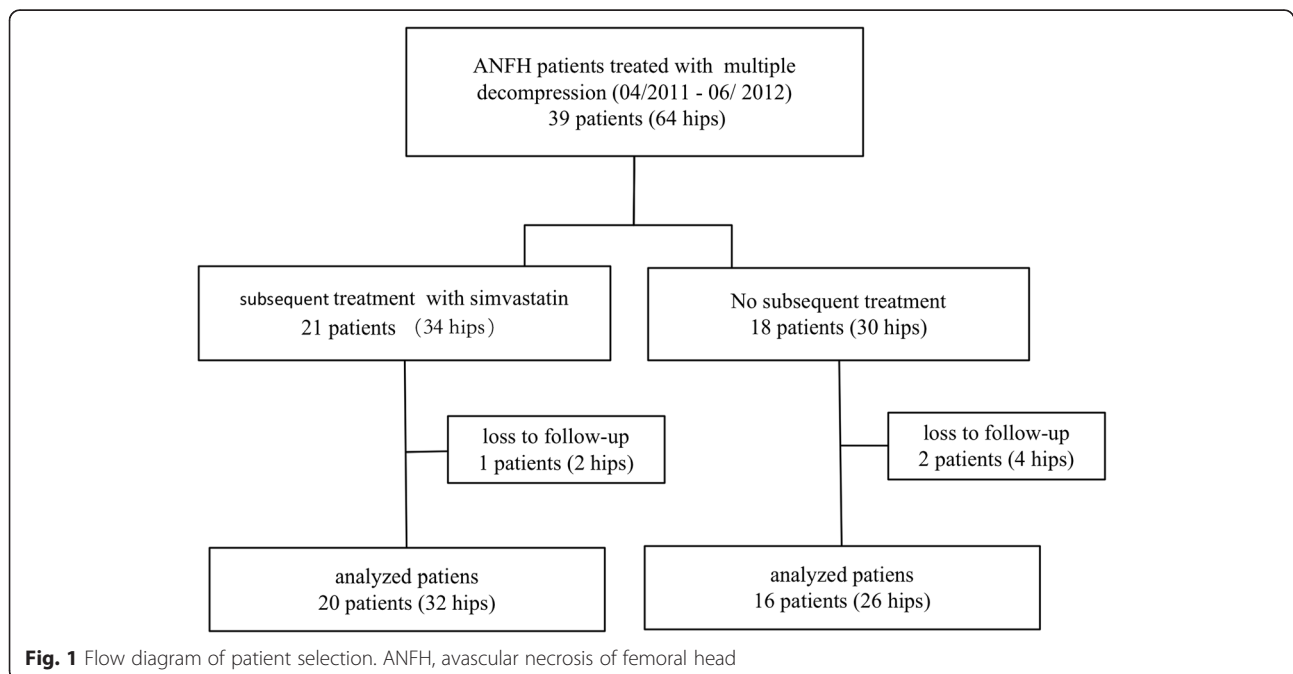 ANFH patients treated with multiple
decompression (04/2011 - 06/ 2012)
39 patients (64 hips)
subsequent treatment with simvastatin
21 patients (34 hips)
No subsequent treatment
18 patients (30 hips)
loss to follow-up
1 patients (2 hips)
loss to follow-up
2 patients (4 hips)
analyzed patiens
20 patients (32 hips)
analyzed patiens
16 patients (26 hips)
Fig. 1 Flow diagram of patient selection. ANFH, avascular necrosis of femoral head